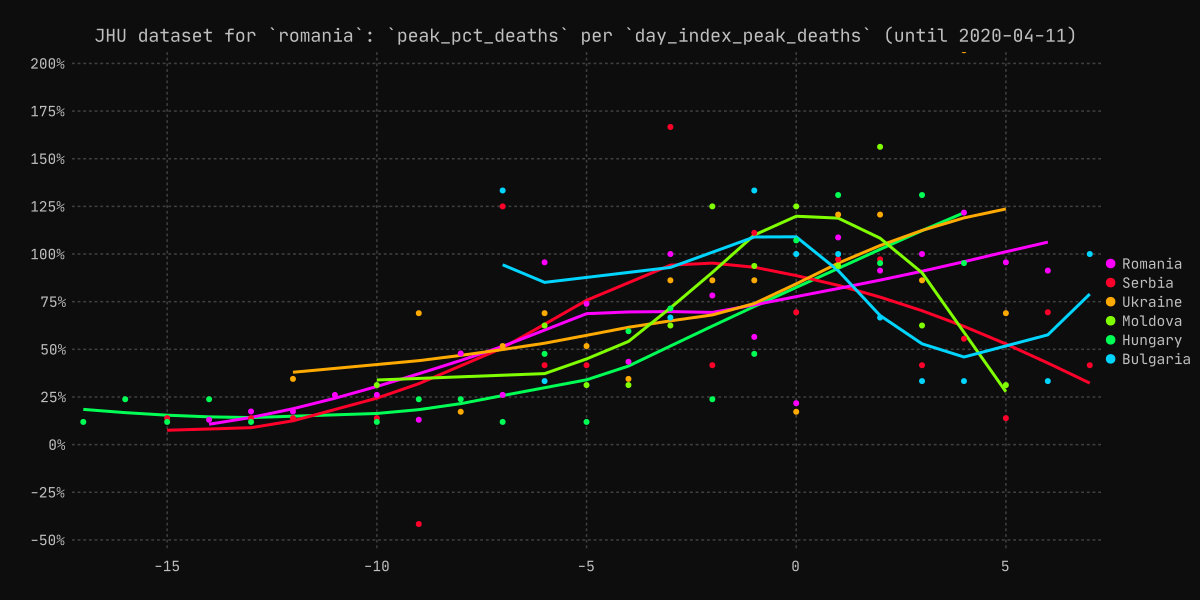 JHU dataset for `romania`: `peak_pct_deaths` per `day_index_peak_deaths` (until 2020-04-11)
200%
175%
150%
125%
100%
75%
50%
25%
0%
-25%
-50%
-15
-10
-5
0
5
Romania
Serbia
Ukraine
Moldova
Hungary
Bulgaria